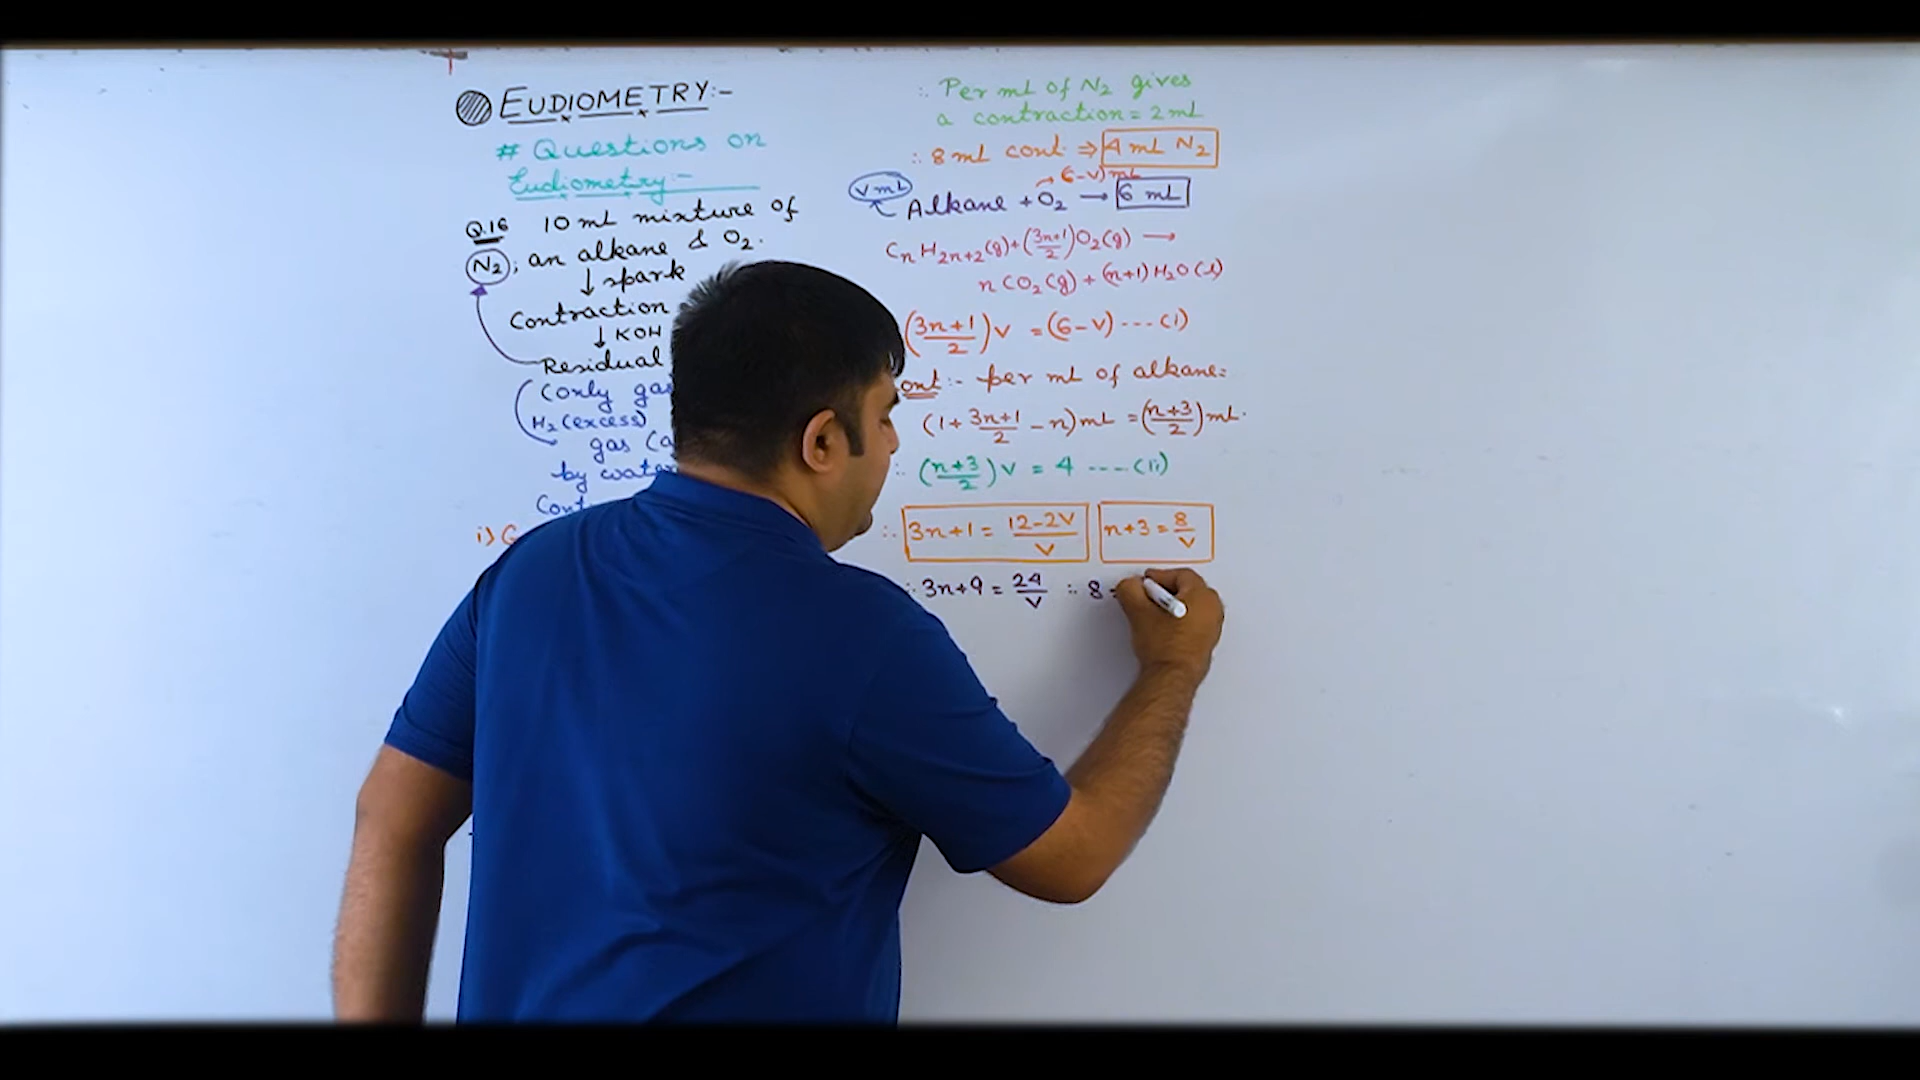 EUDIOMETRY:-
# Questions on
Eudiometry:-
Q.16 10 mL mixture of
N₂; an alkane & O₂.
↓ spark
Contraction
↓ KOH
Residual
(only gas
H₂ (excess)
gas
by water
i)
∴ Per mL of N₂ gives
a contraction = 2 mL
∴ 8 mL cont. ⇒ 4 mL N₂
→ (6-V) mL
V mL Alkane + O₂ → 6 mL
CₙH₂ₙ₊₂(g) + (3n+1/2)O₂(g) →
nCO₂(g) + (n+1)H₂O(l)
(3n+1/2)V = (6-V) ---- (i)
cont :- per mL of alkane=
(1 + 3n+1/2 - n) mL = (n+3/2) mL.
∴ (n+3/2)V = 4 ---- (ii)
∴ 3n+1 = 12-2V/V n+3 = 8/V
∴ 3n+9 = 24/V ∴ 8 =